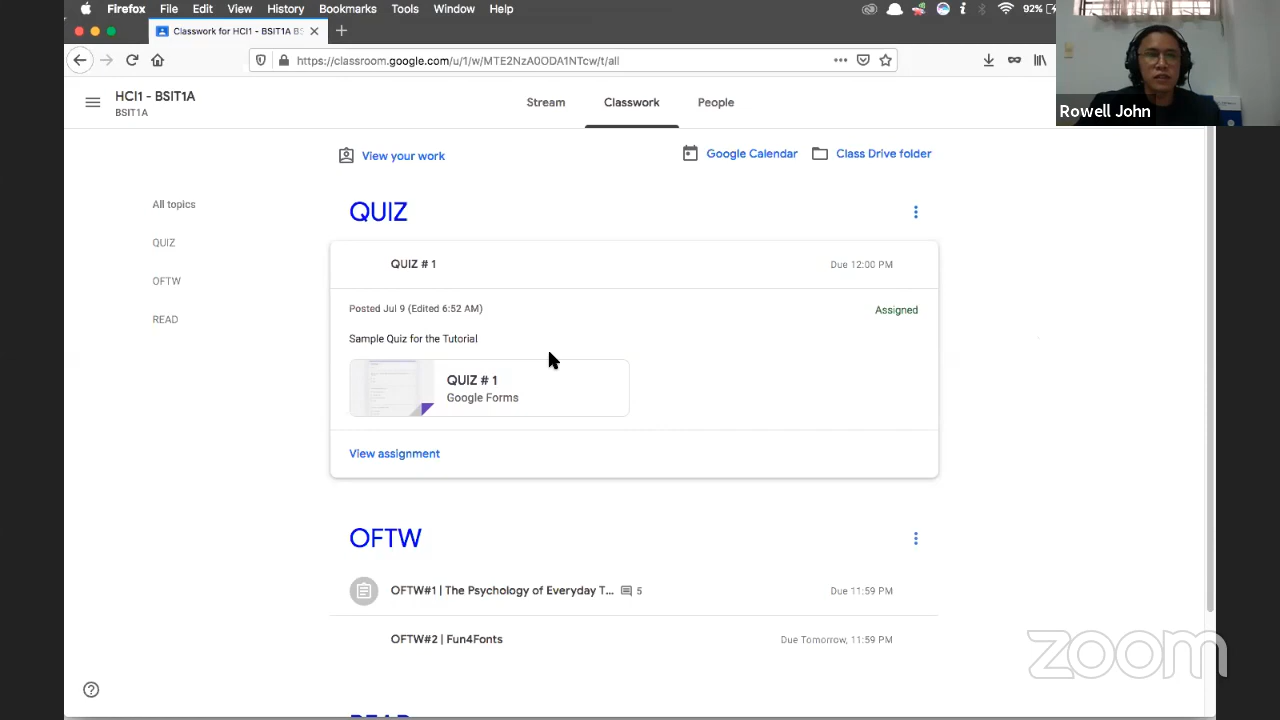 Firefox File Edit View History Bookmarks Tools Window Help
92%
Classwork for HCI1 - BSIT1A BS
https://classroom.google.com/u/1/w/MTE2NzA0ODA1NTcw/t/all
Rowell John
HCI1 - BSIT1A
BSIT1A
Stream Classwork People
View your work
Google Calendar Class Drive folder
All topics
QUIZ
OFTW
READ
QUIZ
QUIZ # 1 Due 12:00 PM
Posted Jul 9 (Edited 6:52 AM) Assigned
Sample Quiz for the Tutorial
QUIZ # 1
Google Forms
View assignment
OFTW
OFTW#1 | The Psychology of Everyday T... 5 Due 11:59 PM
OFTW#2 | Fun4Fonts Due Tomorrow, 11:59 PM
READ
zoom